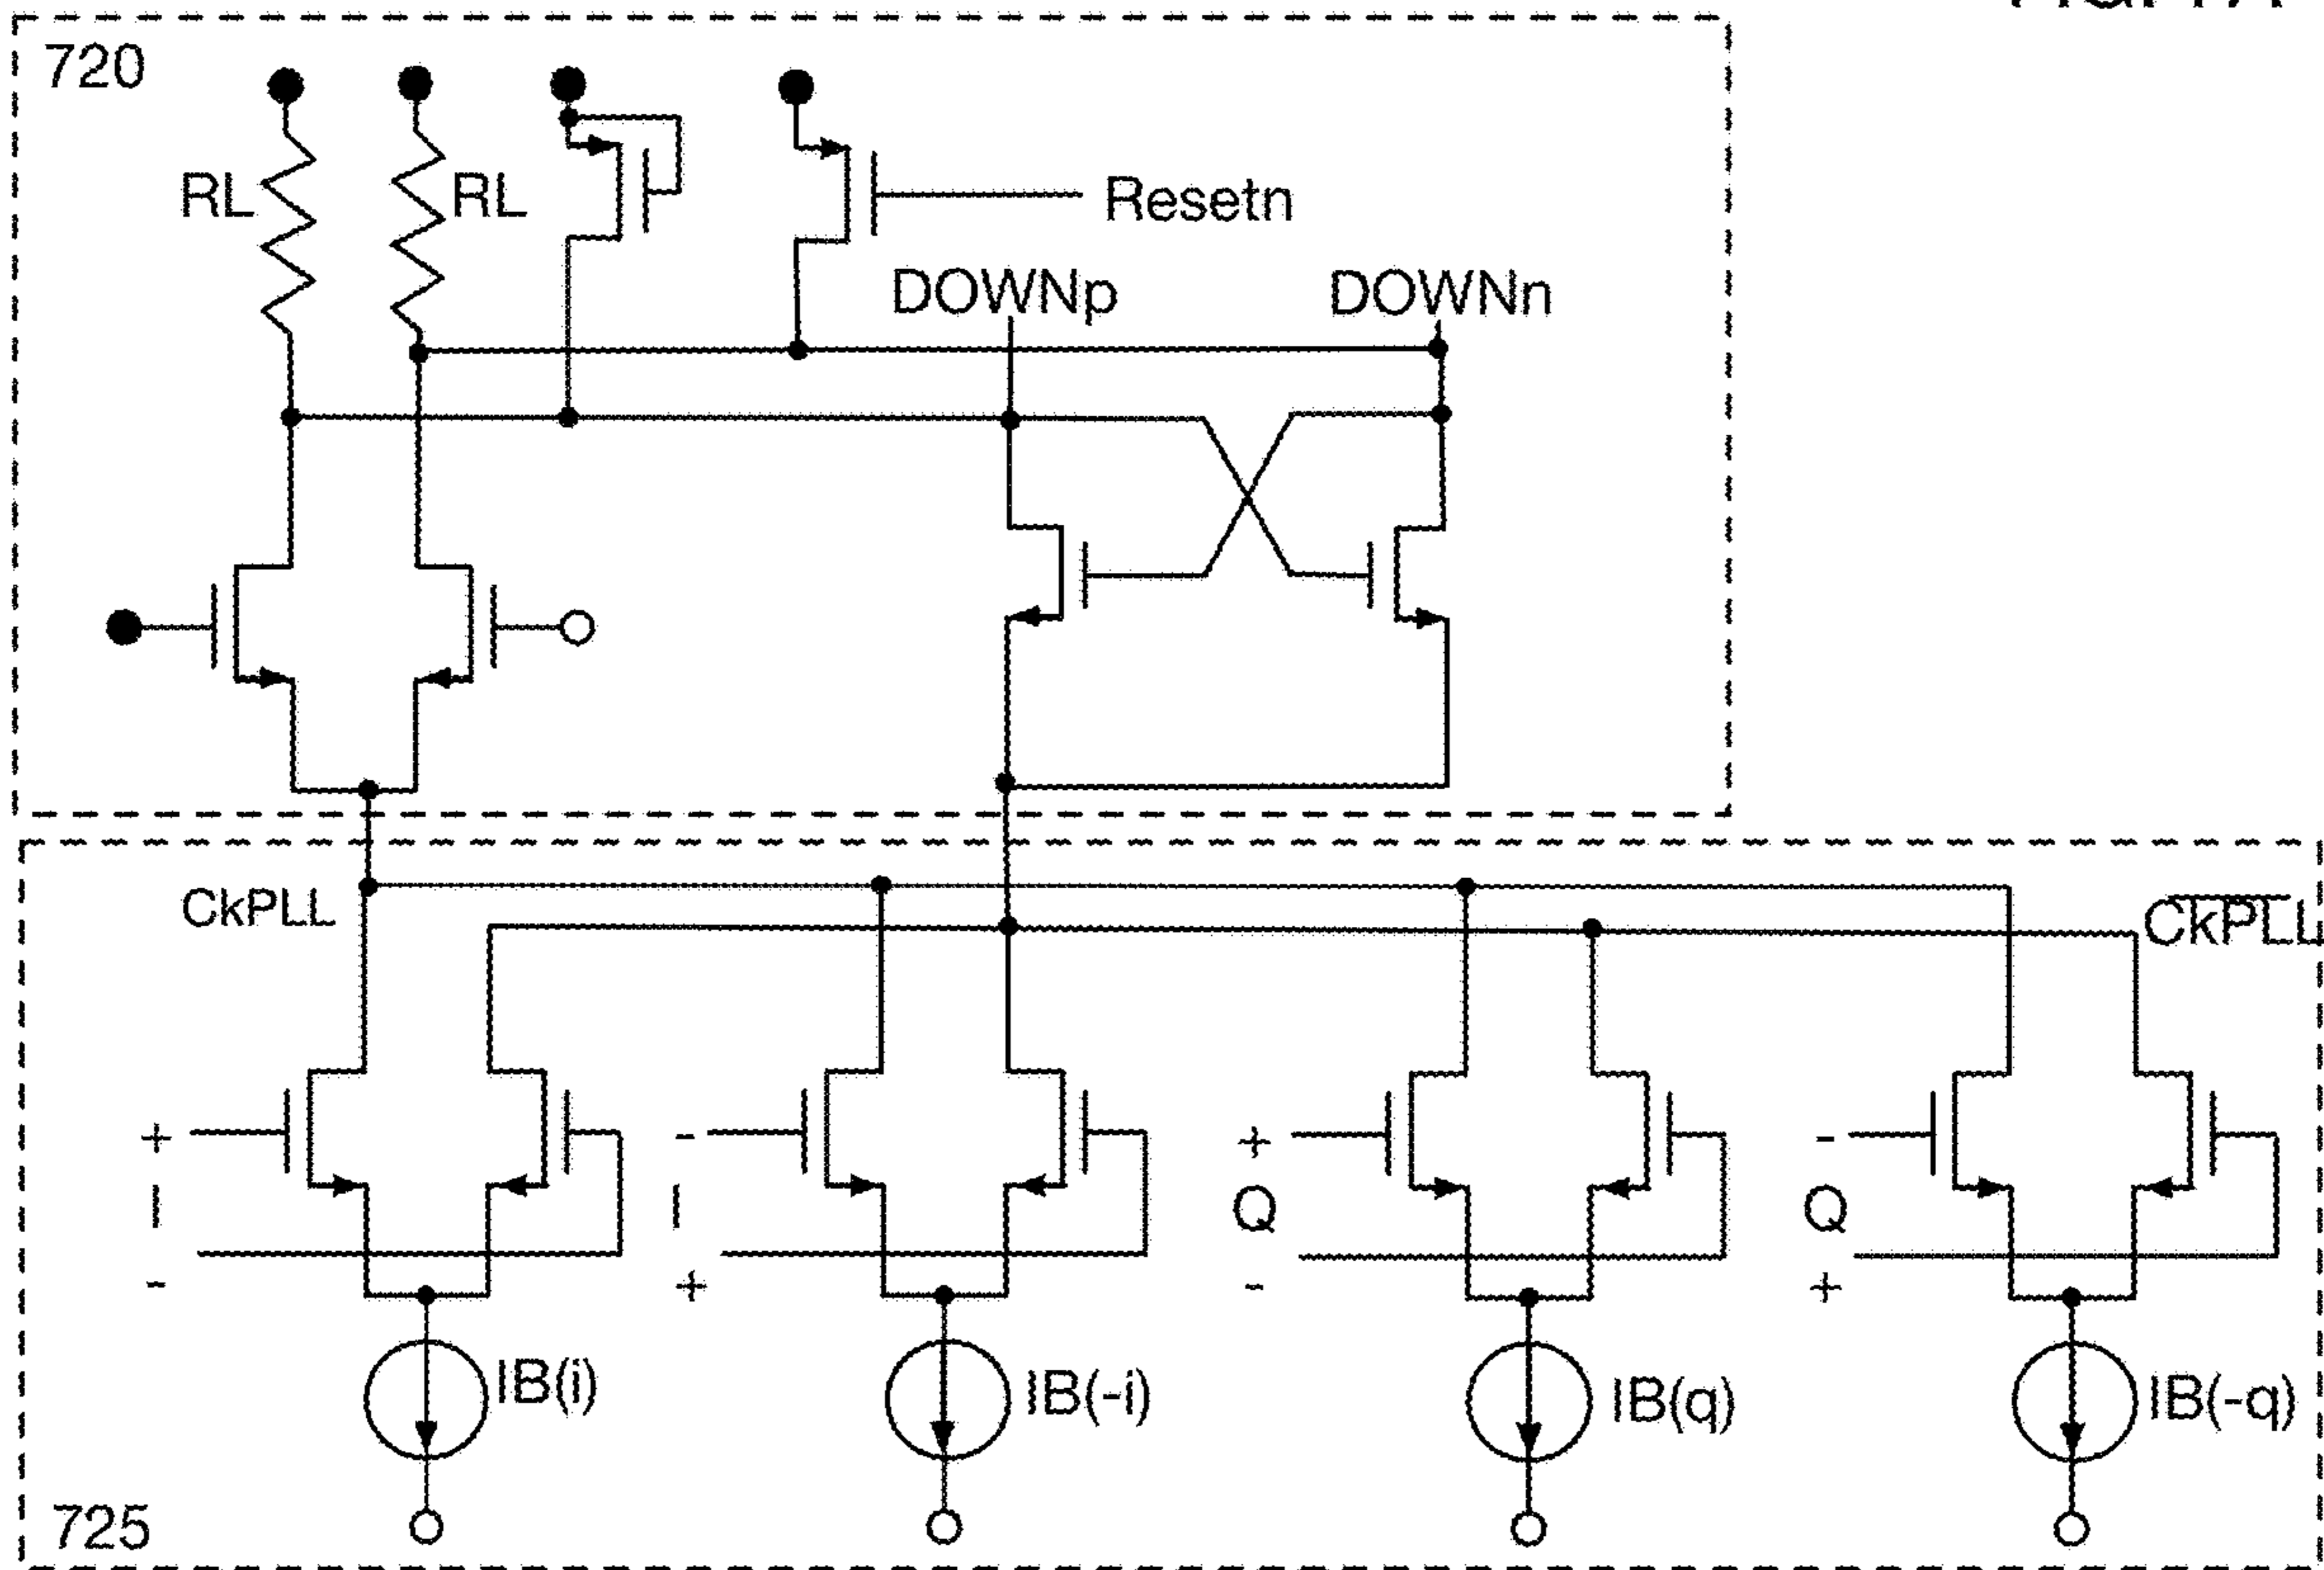 720
RL
RL
Resetn
DOWNp
DOWNn
CkPLL
CkPLL
+
I
-
-
I
+
+
Q
-
-
Q
+
IB(i)
IB(-i)
IB(q)
IB(-q)
725